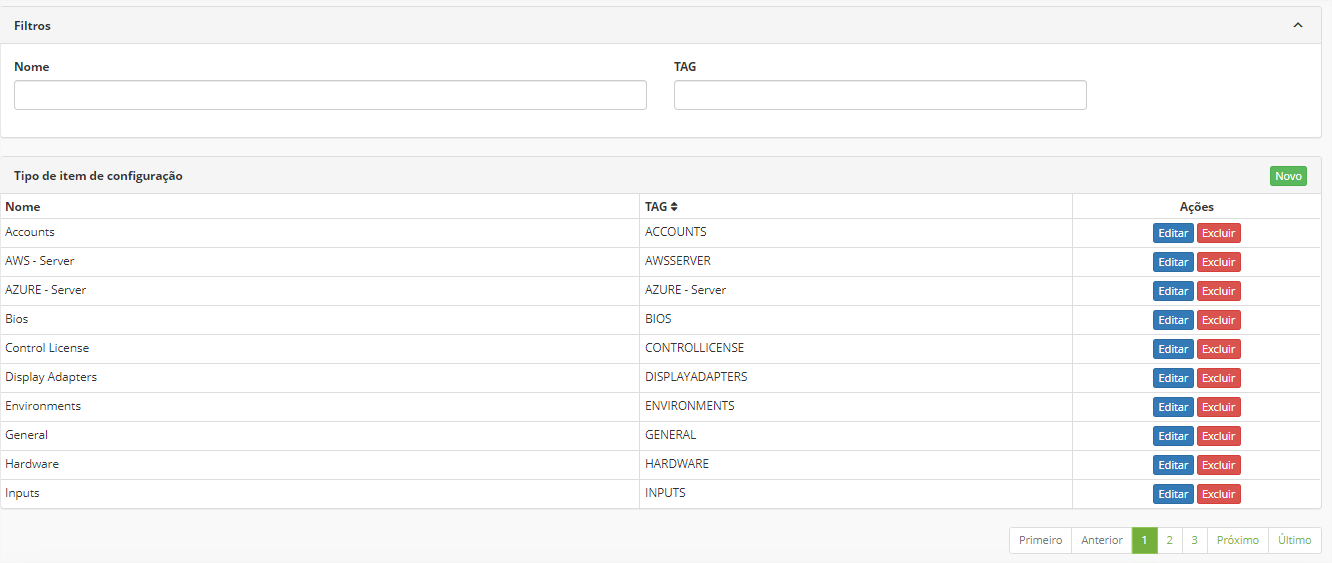 Filtros
Nome TAG
Tipo de item de configuração Novo
Nome TAG Ações
Accounts ACCOUNTS Editar Excluir
AWS - Server AWSSERVER Editar Excluir
AZURE - Server AZURE - Server Editar Excluir
Bios BIOS Editar Excluir
Control License CONTROLLICENSE Editar Excluir
Display Adapters DISPLAYADAPTERS Editar Excluir
Environments ENVIRONMENTS Editar Excluir
General GENERAL Editar Excluir
Hardware HARDWARE Editar Excluir
Inputs INPUTS Editar Excluir
Primeiro Anterior 1 2 3 Próximo Último